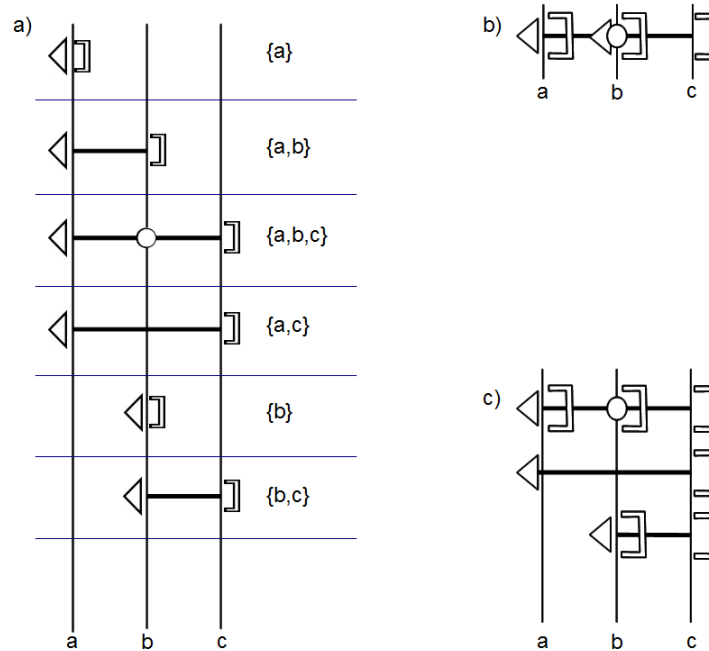 a)
{a}
{a,b}
{a,b,c}
{a,c}
{b}
{b,c}
a b c
b)
a b c
c)
a b c